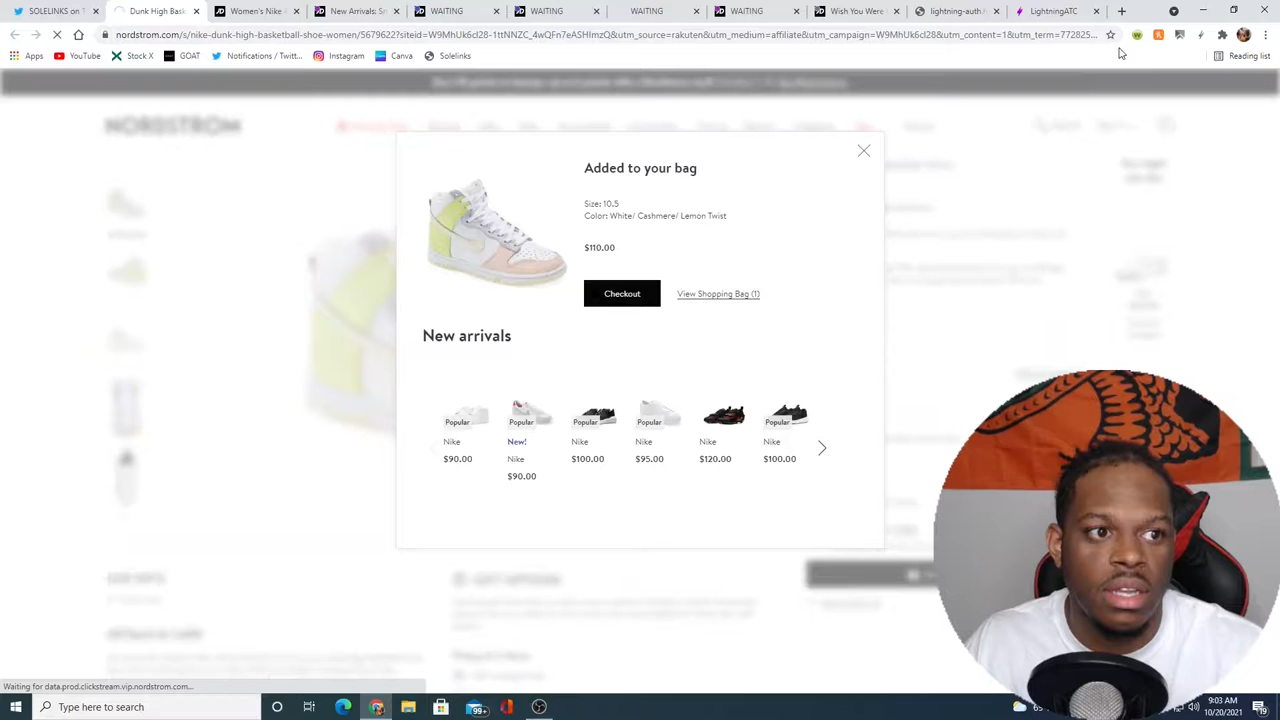 SOLELINKS on T
Dunk High Bask
Women's Nike
New Arrivals: Sn
WAITING
WAITING
WAITING
Wish You Were
lightning-auth.h
LightningATC
nordstrom.com/s/nike-dunk-high-basketball-shoe-women/5679622?siteid=W9MhUk6cl28-1ttNNZC_4wQFn7eASHImzQ&utm_source=rakuten&utm_medium=affiliate&utm_campaign=W9MhUk6cl28&utm_content=1&utm_term=772825...
Apps
YouTube
Stock X
GOAT
Notifications / Twitt...
Instagram
Canva
Solelinks
Reading list
NORDSTROM
Added to your bag
Size: 10.5
Color: White/ Cashmere/ Lemon Twist
$110.00
Checkout
View Shopping Bag (1)
New arrivals
Popular
Popular
Popular
Popular
Popular
Nike
New!
Nike
Nike
Nike
Nike
$90.00
Nike
$100.00
$95.00
$120.00
$100.00
$90.00
Waiting for data.prod.clickstream.vip.nordstrom.com...
Type here to search
99+
9:03 AM
10/20/2021
19